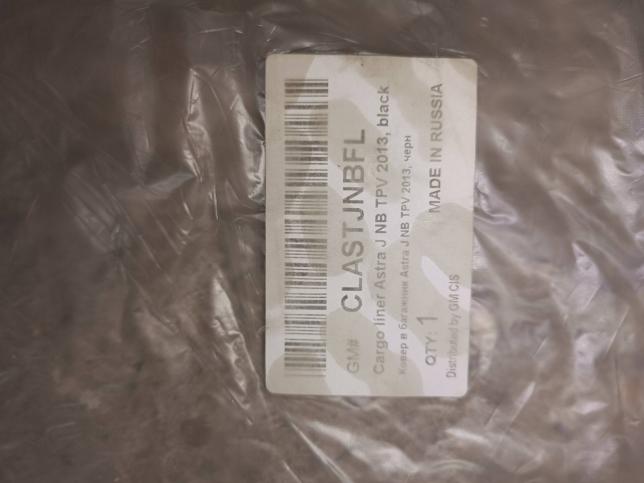 GM# CLASTJNBFL
Cargo liner Astra J NB TPV 2013, black
Ковер в багажник Astra J NB TPV 2013, черн
QTY: 1 MADE IN RUSSIA
Distributed by GM CIS